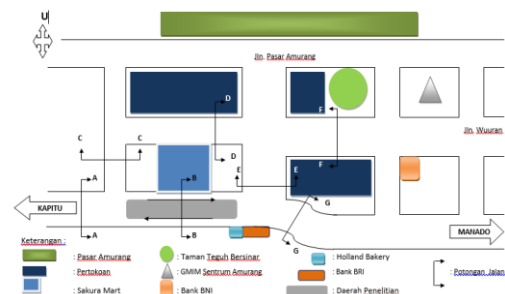 U
Jln. Pasar Amurang
D
F
C
C
Jln. Wuuran
D
E
E
F
A
B
G
KAPITU
MANADO
A
B
G
Keterangan :
: Pasar Amurang
: Taman Teguh Bersinar
: Holland Bakery
: Pertokoan
: GMIM Sentrum Amurang
: Bank BRI
: Potongan Jalan
: Sakura Mart
: Bank BNI
: Daerah Penelitian